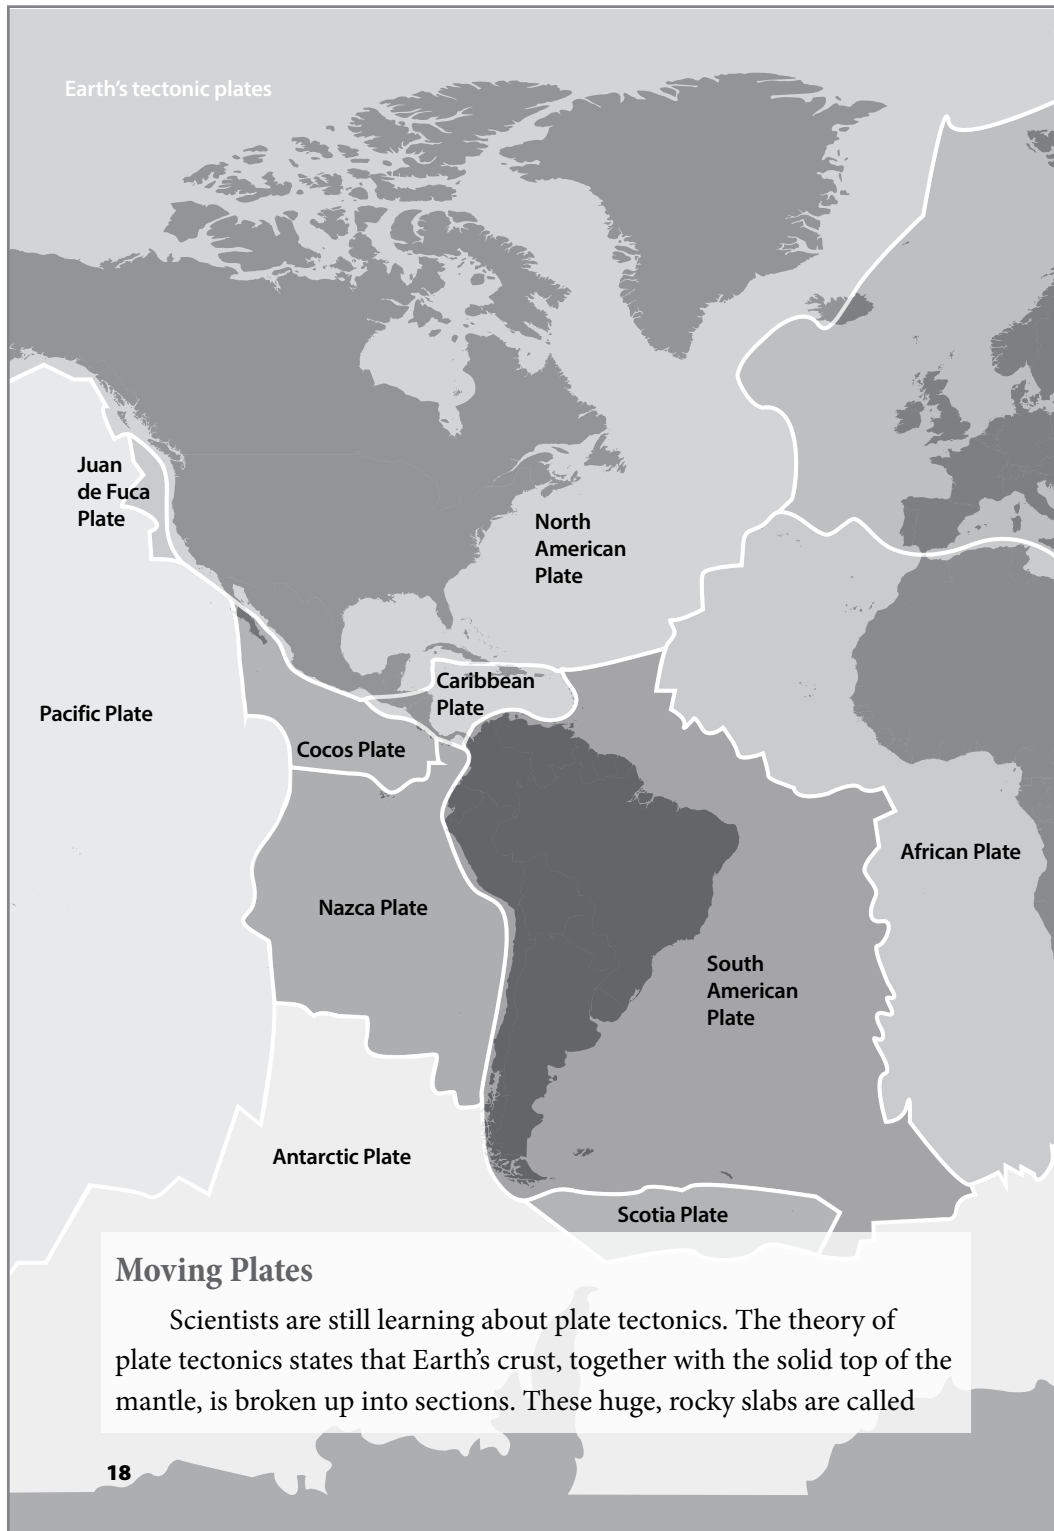 Earth's tectonic plates
Juan
de Fuca
Plate
North
American
Plate
Caribbean
Plate
Pacific Plate
Cocos Plate
African Plate
Nazca Plate
South
American
Plate
Antarctic Plate
Scotia Plate
Moving Plates
Scientists are still learning about plate tectonics. The theory of
plate tectonics states that Earth's crust, together with the solid top of the
mantle, is broken up into sections. These huge, rocky slabs are called
18